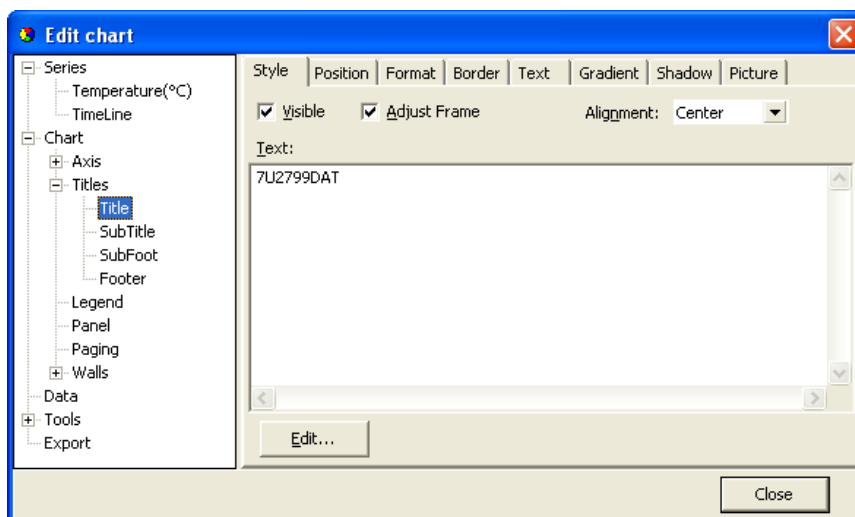 Edit chart
Series
Temperature(°C)
TimeLine
Chart
Axis
Titles
Title
SubTitle
SubFoot
Footer
Legend
Panel
Paging
Walls
Data
Tools
Export
Style Position Format Border Text Gradient Shadow Picture
Visible Adjust Frame Alignment: Center
Text:
7U2799DAT
Edit...
Close